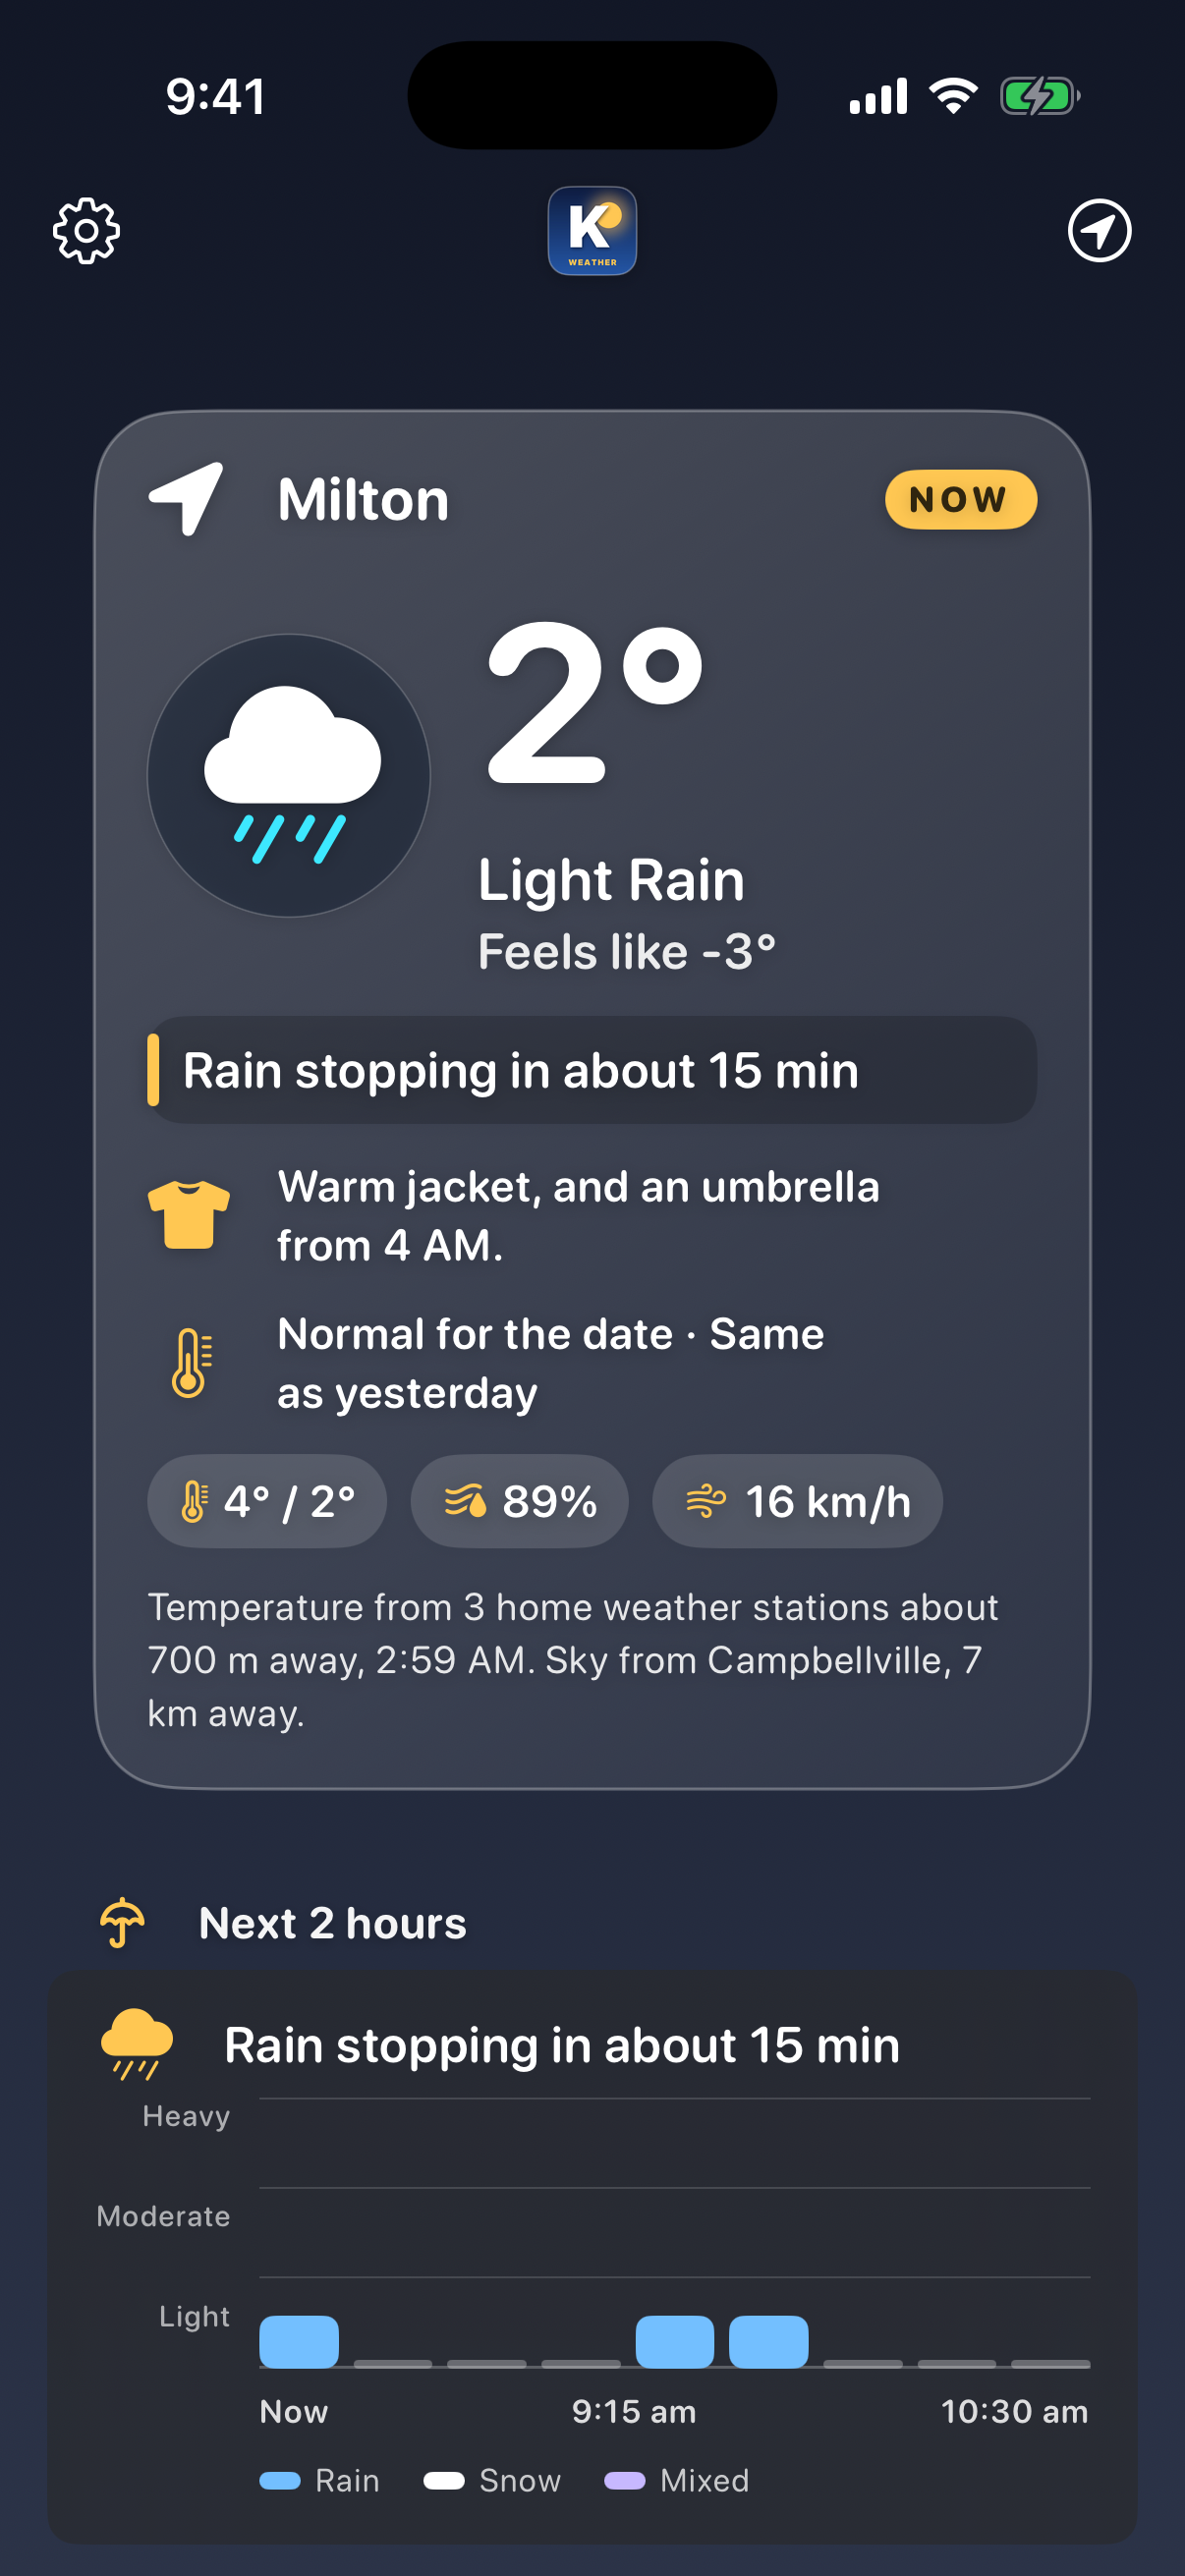 9:41
K
WEATHER
Milton
NOW
2°
Light Rain
Feels like -3°
Rain stopping in about 15 min
Warm jacket, and an umbrella
from 4 AM.
Normal for the date · Same
as yesterday
4° / 2°
89%
16 km/h
Temperature from 3 home weather stations about
700 m away, 2:59 AM. Sky from Campbellville, 7
km away.
Next 2 hours
Rain stopping in about 15 min
Heavy
Moderate
Light
Now
9:15 am
10:30 am
Rain
Snow
Mixed